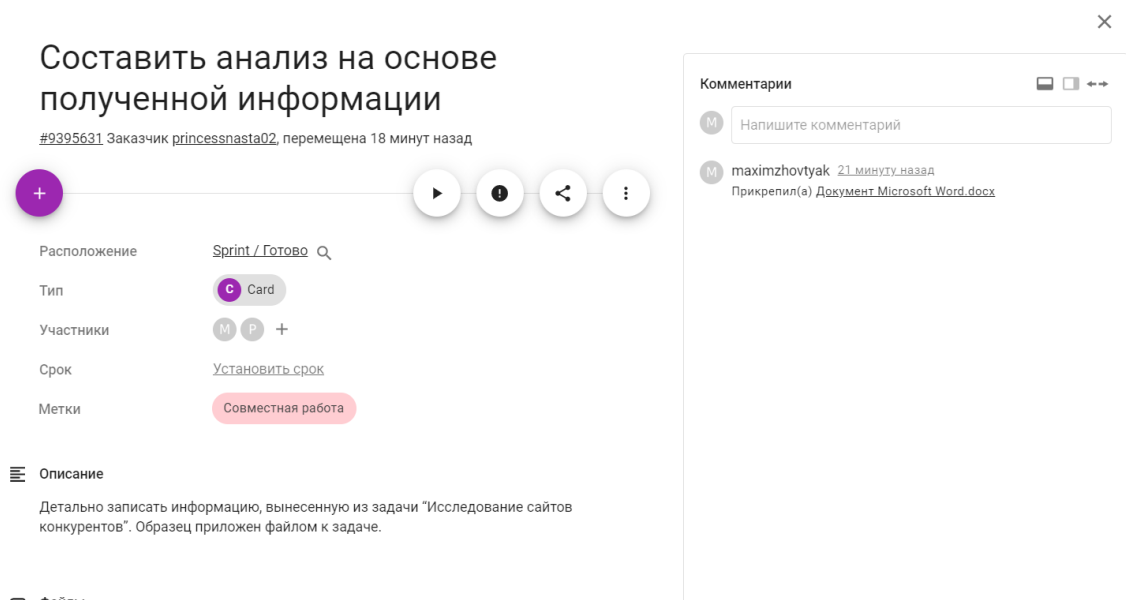 Составить анализ на основе
полученной информации
#9395631 Заказчик princessnasta02, перемещена 18 минут назад
Расположение Sprint / Готово
Тип C Card
Участники M P +
Срок Установить срок
Метки Совместная работа
Описание
Детально записать информацию, вынесенную из задачи “Исследование сайтов
конкурентов”. Образец приложен файлом к задаче.
Файлы
Комментарии
M Напишите комментарий
M maximzhovtyak 21 минуту назад
Прикрепил(а) Документ Microsoft Word.docx